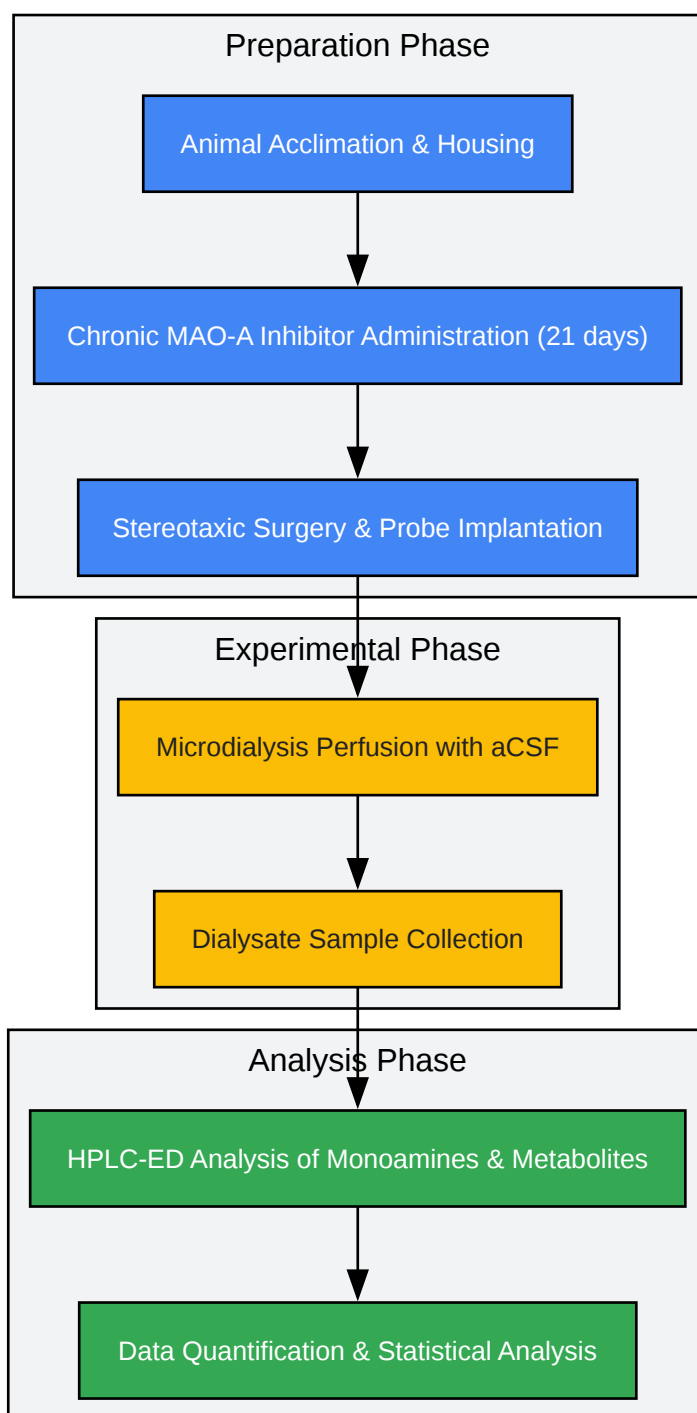 Preparation Phase
Animal Acclimation & Housing
Chronic MAO-A Inhibitor Administration (21 days)
Stereotaxic Surgery & Probe Implantation
Experimental Phase
Microdialysis Perfusion with aCSF
Dialysate Sample Collection
Analysis Phase
HPLC-ED Analysis of Monoamines & Metabolites
Data Quantification & Statistical Analysis